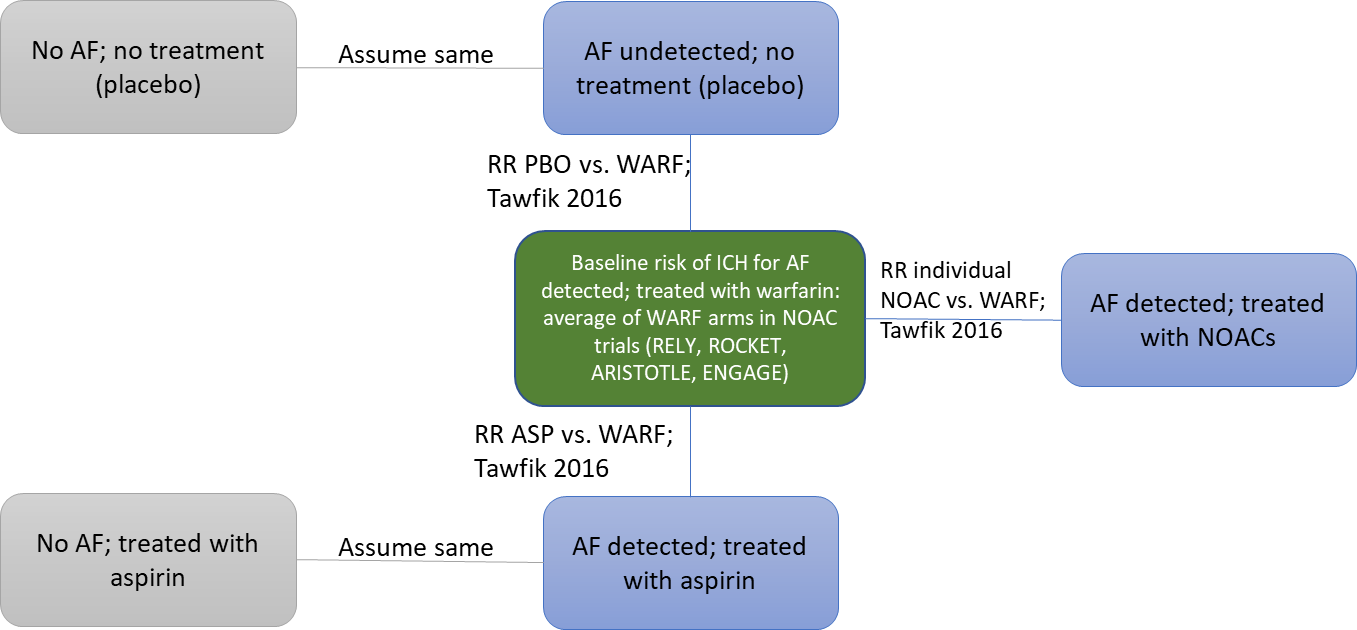 No AF; no treatment
(placebo)
Assume same
AF undetected; no
treatment (placebo)
RR PBO vs. WARF;
Tawfik 2016
Baseline risk of ICH for AF
detected; treated with warfarin:
average of WARF arms in NOAC
trials (RELY, ROCKET,
ARISTOTLE, ENGAGE)
RR individual
NOAC vs. WARF;
Tawfik 2016
AF detected; treated
with NOACs
RR ASP vs. WARF;
Tawfik 2016
No AF; treated with
aspirin
Assume same
AF detected; treated
with aspirin